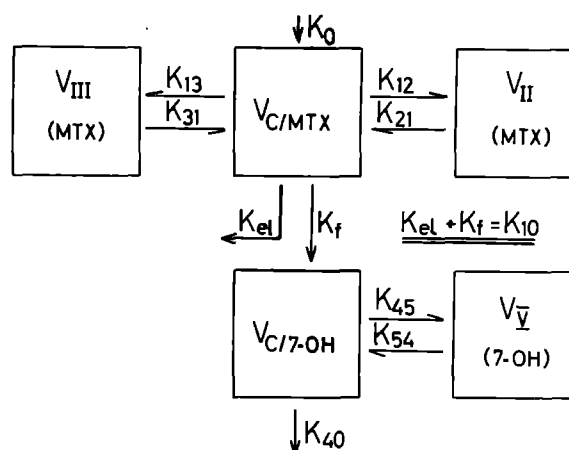 K0
VIII
(MTX)
K13
K31
VC/MTX
K12
K21
VII
(MTX)
Kel
Kf
Kel + Kf = K10
VC/7-OH
K45
K54
VV
(7-OH)
K40